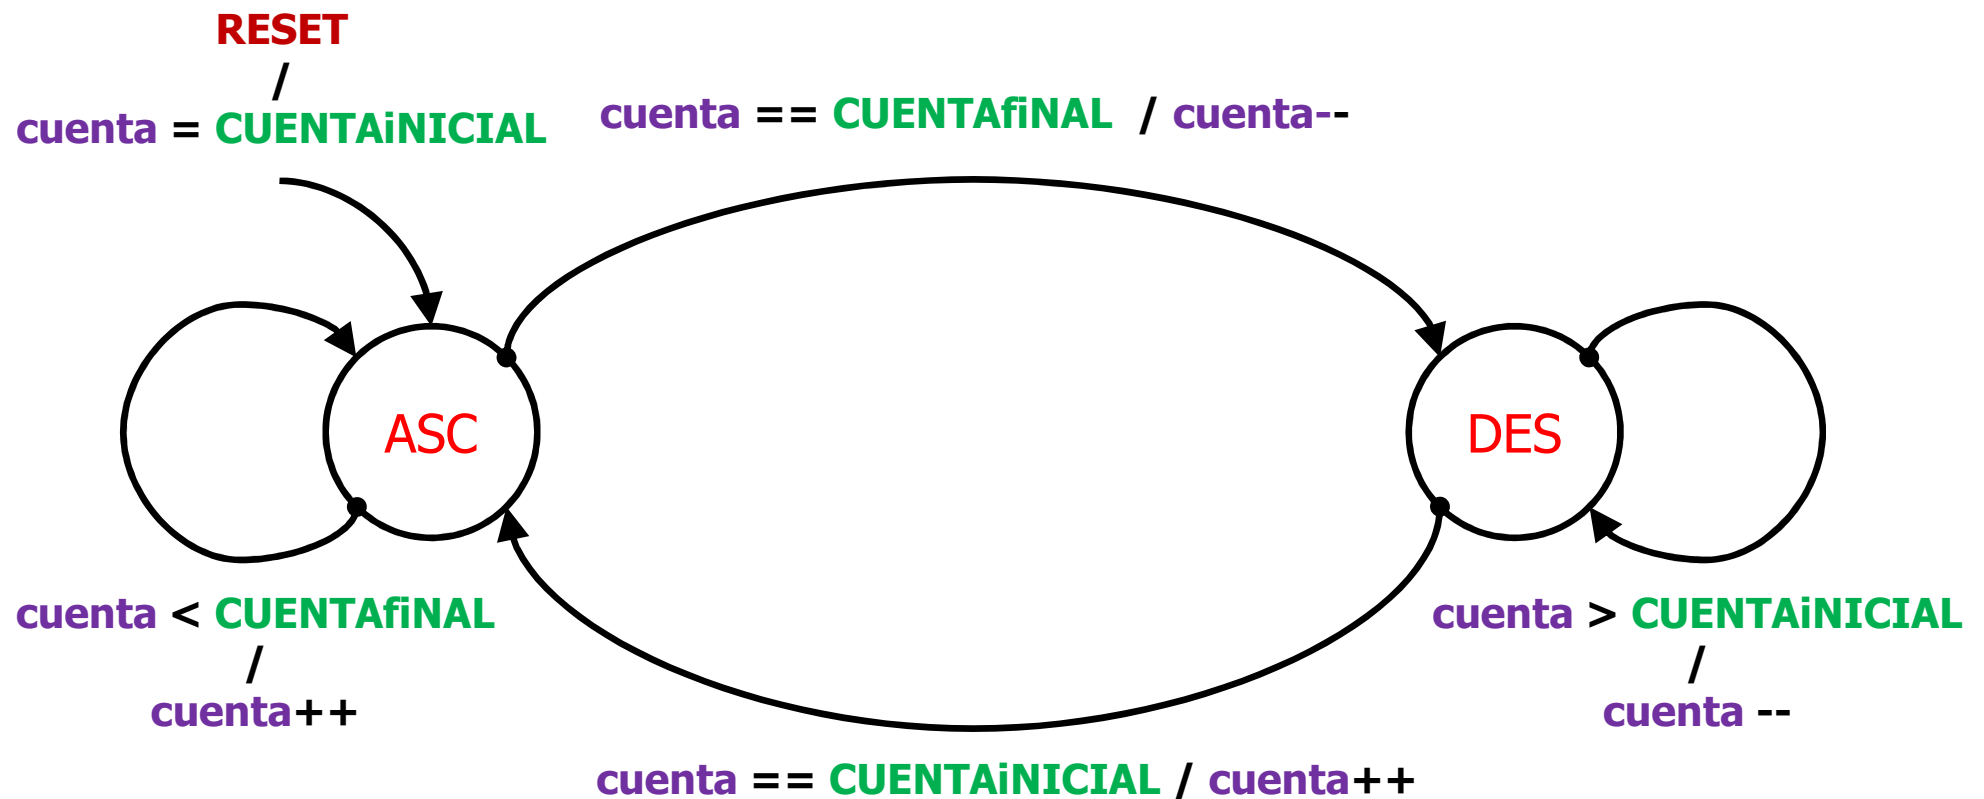 RESET
/
cuenta = CUENTAiNICIAL
cuenta == CUENTAfiNAL / cuenta--
ASC
DES
cuenta < CUENTAfiNAL
/
cuenta++
cuenta > CUENTAiNICIAL
/
cuenta --
cuenta == CUENTAiNICIAL / cuenta++